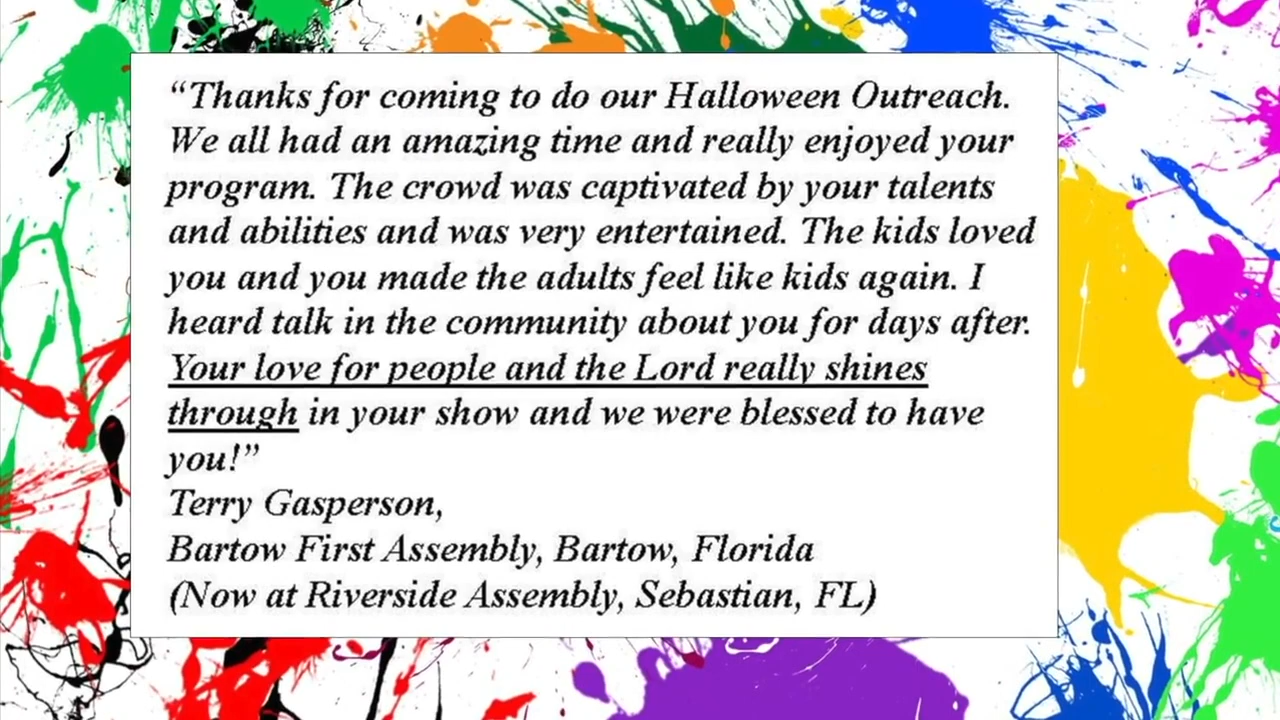 “Thanks for coming to do our Halloween Outreach.
We all had an amazing time and really enjoyed your
program. The crowd was captivated by your talents
and abilities and was very entertained. The kids loved
you and you made the adults feel like kids again. I
heard talk in the community about you for days after.
Your love for people and the Lord really shines
through in your show and we were blessed to have
you!”
Terry Gasperson,
Bartow First Assembly, Bartow, Florida
(Now at Riverside Assembly, Sebastian, FL)